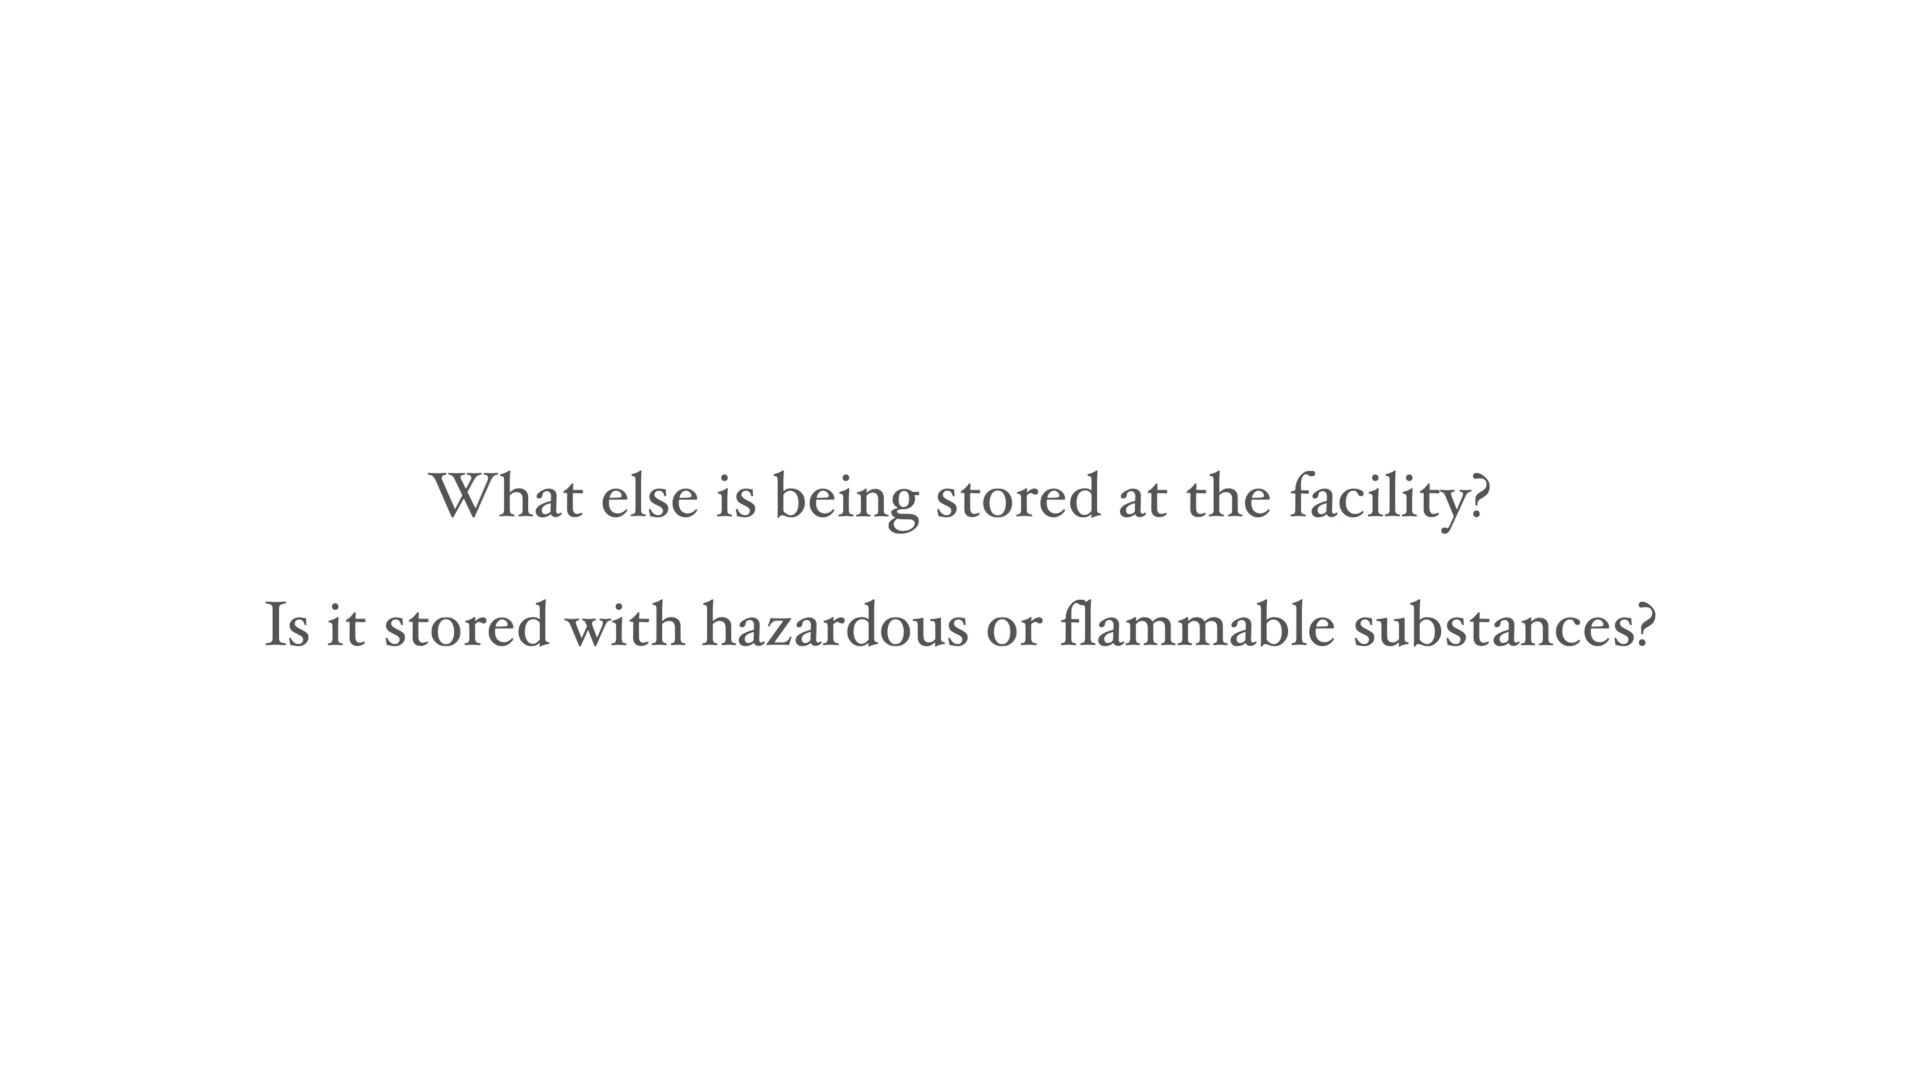 What else is being stored at the facility?
Is it stored with hazardous or flammable substances?